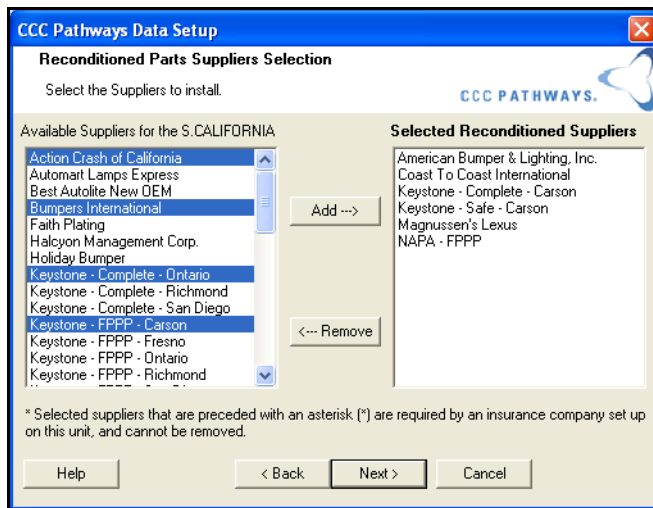 CCC Pathways Data Setup
Reconditioned Parts Suppliers Selection
Select the Suppliers to install.
CCC PATHWAYS.
Available Suppliers for the S.CALIFORNIA
Action Crash of California
Automart Lamps Express
Best Autolite New OEM
Bumpers International
Faith Plating
Halcyon Management Corp.
Holiday Bumper
Keystone - Complete - Ontario
Keystone - Complete - Richmond
Keystone - Complete - San Diego
Keystone - FPPP - Carson
Keystone - FPPP - Fresno
Keystone - FPPP - Ontario
Keystone - FPPP - Richmond
Add --->
<--- Remove
Selected Reconditioned Suppliers
American Bumper & Lighting, Inc.
Coast To Coast International
Keystone - Complete - Carson
Keystone - Safe - Carson
Magnussen's Lexus
NAPA - FPPP
* Selected suppliers that are preceded with an asterisk (*) are required by an insurance company set up
on this unit, and cannot be removed.
Help
< Back
Next >
Cancel